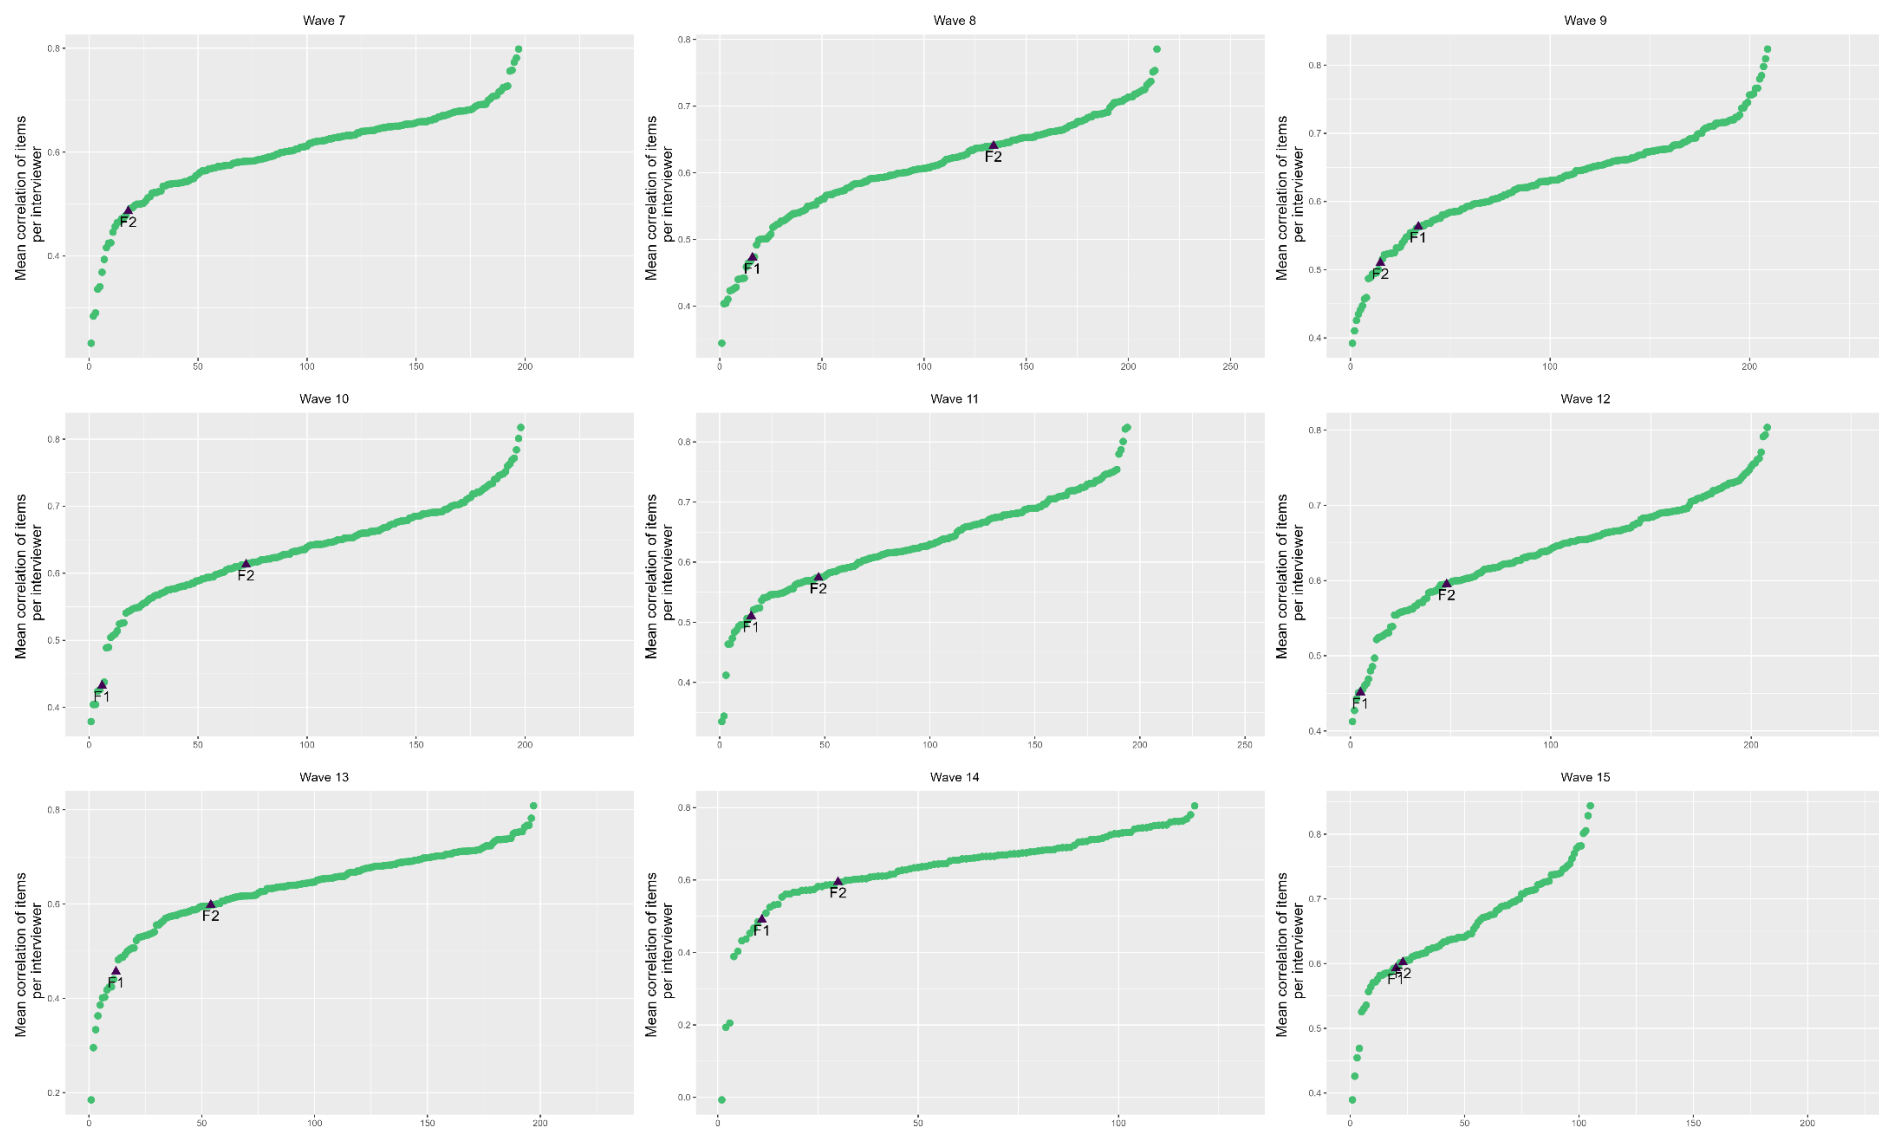 Wave 7
Mean correlation of items
per interviewer
0.8
0.6
0.4
F2
0
50
100
150
200
Wave 8
Mean correlation of items
per interviewer
0.8
0.7
0.6
0.5
0.4
F2
F1
0
50
100
150
200
250
Wave 9
Mean correlation of items
per interviewer
0.8
0.7
0.6
0.5
0.4
F1
F2
0
100
200
Wave 10
Mean correlation of items
per interviewer
0.8
0.7
0.6
0.5
0.4
F2
F1
0
50
100
150
200
Wave 11
Mean correlation of items
per interviewer
0.8
0.7
0.6
0.5
0.4
F2
F1
0
50
100
150
200
250
Wave 12
Mean correlation of items
per interviewer
0.8
0.7
0.6
0.5
0.4
F2
F1
0
100
200
Wave 13
Mean correlation of items
per interviewer
0.8
0.6
0.4
0.2
F2
F1
0
50
100
150
200
Wave 14
Mean correlation of items
per interviewer
0.8
0.6
0.4
0.2
0.0
F2
F1
0
50
100
Wave 15
Mean correlation of items
per interviewer
0.8
0.7
0.6
0.5
0.4
F2
F1
0
50
100
150
200